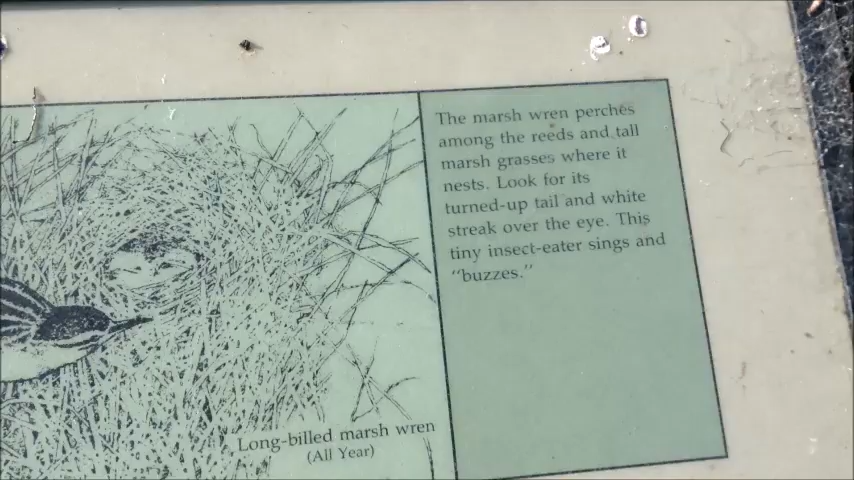 The marsh wren perches
among the reeds and tall
marsh grasses where it
nests. Look for its
turned-up tail and white
streak over the eye. This
tiny insect-eater sings and
“buzzes.”
Long-billed marsh wren
(All Year)